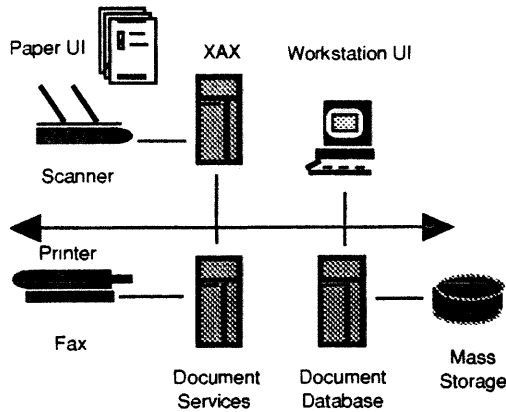 Paper UI
XAX
Workstation UI
Scanner
Printer
Fax
Document
Services
Document
Database
Mass
Storage